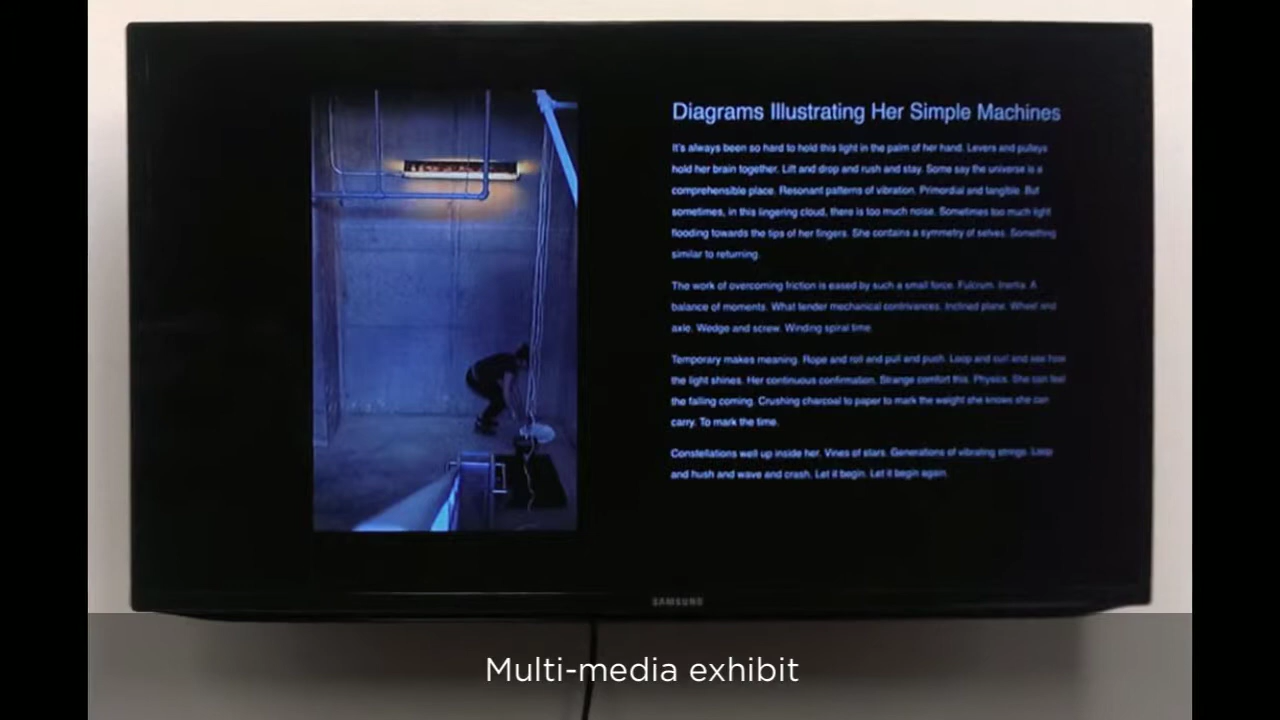 Diagrams Illustrating Her Simple Machines
It's always been so hard to hold this light in the palm of her hand. Levers and pulleys
hold her brain together. Lift and drop and rush and stay. Some say the universe is a
comprehensible place. Resonant patterns of vibration. Primordial and tangible. But
sometimes, in this lingering cloud, there is too much noise. Sometimes too much light
flooding towards the tips of her fingers. She contains a symmetry of selves. Something
similar to returning.
The work of overcoming friction is eased by such a small force. Fulcrum. Inertia. A
balance of moments. What tender mechanical contrivances. Inclined plane. Wheel and
axle. Wedge and screw. Winding spiral time.
Temporary makes meaning. Rope and roll and pull and push. Loop and curl and see how
the light shines. Her continuous confirmation. Strange comfort this. Physics. She can feel
the falling coming. Crushing charcoal to paper to mark the weight she knows she can
carry. To mark the time.
Constellations well up inside her. Vines of stars. Generations of vibrating strings. Loop
and hush and wave and crash. Let it begin. Let it begin again.
SAMSUNG
Multi-media exhibit